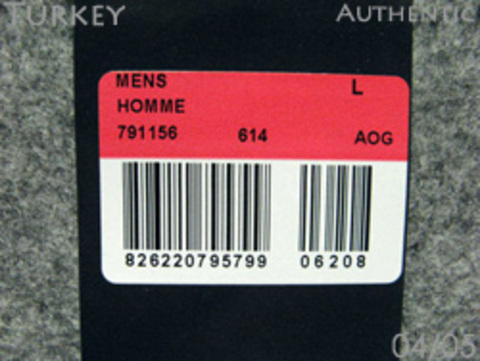 TURKEY AUTHENTIC
MENS L
HOMME
791156 614 AOG
826220795799 06208
04/05